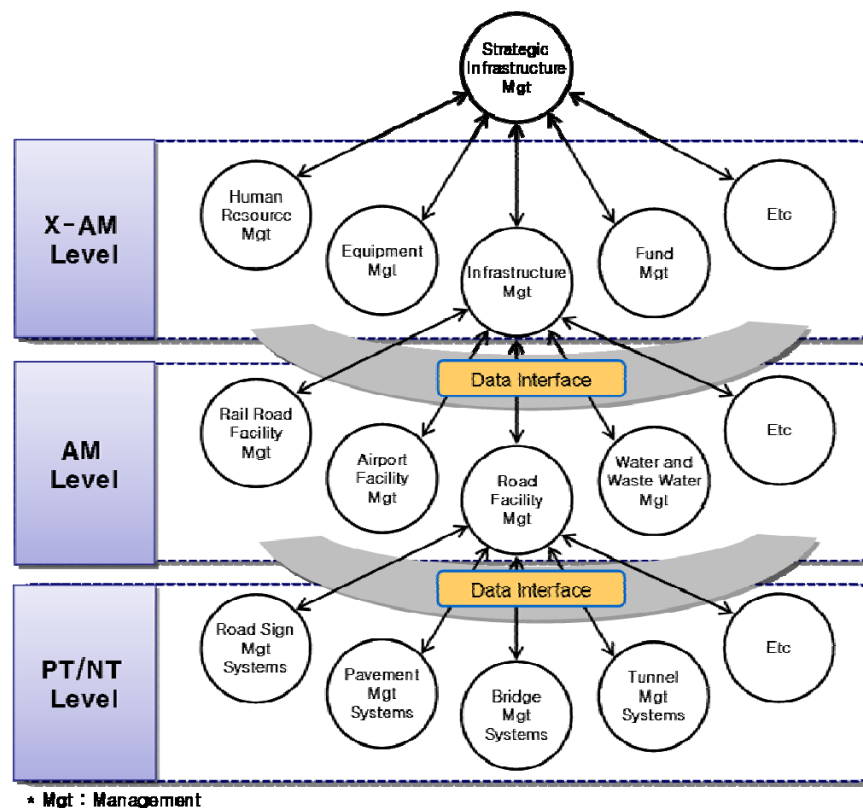 Strategic
Infrastructure
Mgt
X-AM
Level
Human
Resource
Mgt
Equipment
Mgt
Infrastructure
Mgt
Fund
Mgt
Etc
Data Interface
AM
Level
Rail Road
Facility
Mgt
Airport
Facility
Mgt
Road
Facility
Mgt
Water and
Waste Water
Mgt
Etc
Data Interface
PT/NT
Level
Road Sign
Mgt
Systems
Pavement
Mgt
Systems
Bridge
Mgt
Systems
Tunnel
Mgt
Systems
Etc
* Mgt : Management